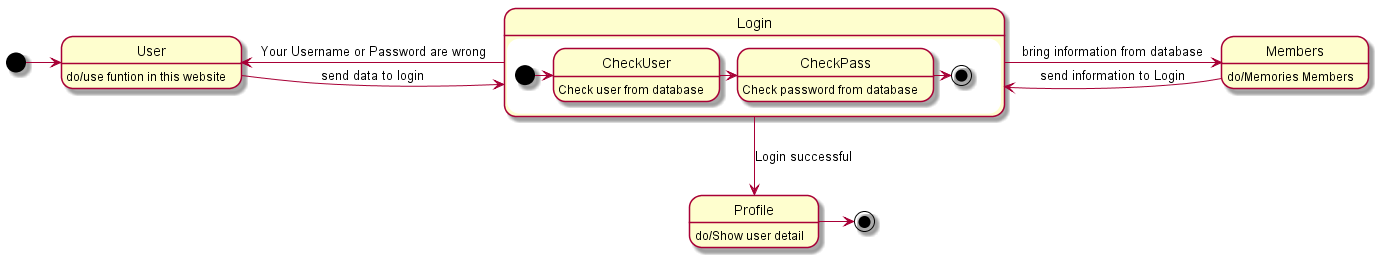 Login
Your Username or Password are wrong
bring information from database
User
CheckUser
CheckPass
Members
do/use funtion in this website
send data to login
Check user from database
Check password from database
send information to Login
do/Memories Members
Login successful
Profile
do/Show user detail